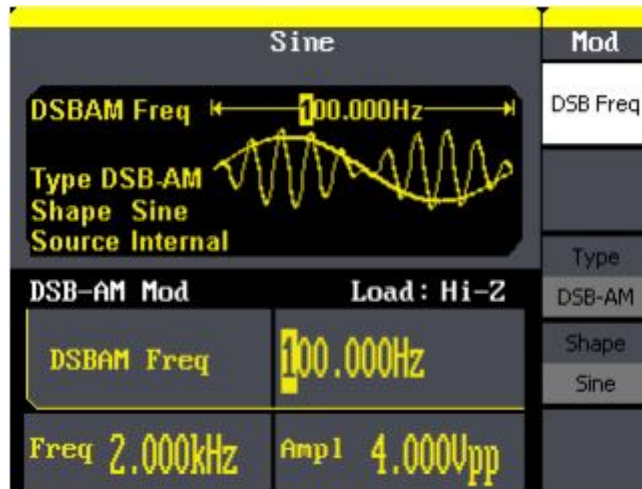 Sine
Mod
DSBAM Freq 100.000Hz
DSB Freq
Type DSB-AM
Shape Sine
Source Internal
Type
DSB-AM
DSB-AM Mod Load: Hi-Z
Shape
Sine
DSBAM Freq 100.000Hz
Freq 2.000kHz Ampl 4.000Vpp